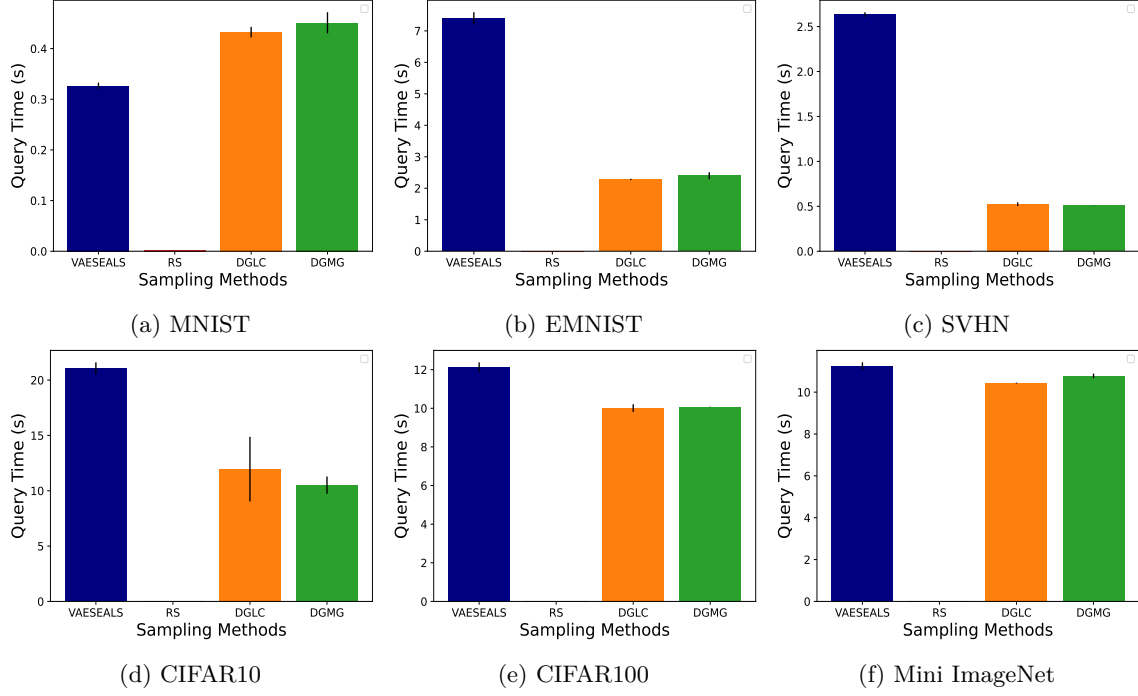 Query Time (s)
0.4
0.3
0.2
0.1
0.0
VAESEALS RS DGLC DGMG
Sampling Methods
(a) MNIST
Query Time (s)
7
6
5
4
3
2
1
0
VAESEALS RS DGLC DGMG
Sampling Methods
(b) EMNIST
Query Time (s)
2.5
2.0
1.5
1.0
0.5
0.0
VAESEALS RS DGLC DGMG
Sampling Methods
(c) SVHN
Query Time (s)
20
15
10
5
0
VAESEALS RS DGLC DGMG
Sampling Methods
(d) CIFAR10
Query Time (s)
12
10
8
6
4
2
0
VAESEALS RS DGLC DGMG
Sampling Methods
(e) CIFAR100
Query Time (s)
10
8
6
4
2
0
VAESEALS RS DGLC DGMG
Sampling Methods
(f) Mini ImageNet